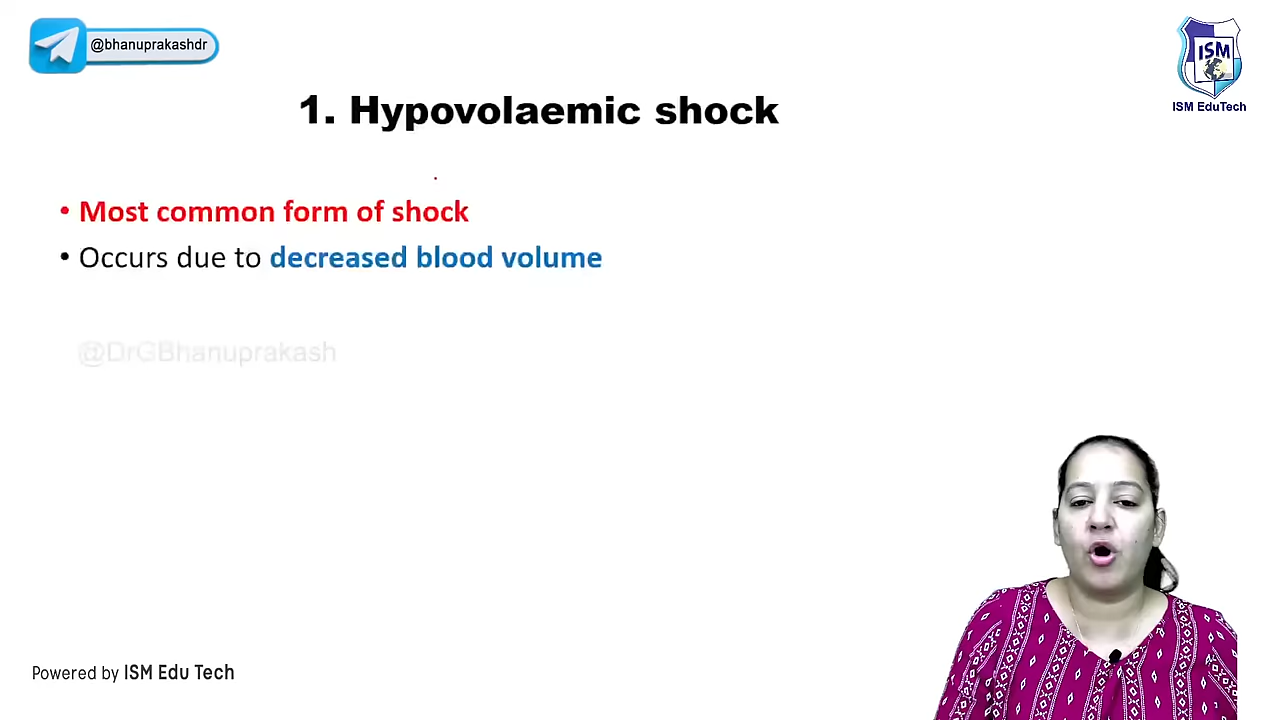 @bhanuprakashdr
ISM
ISM EduTech
1. Hypovolaemic shock
• Most common form of shock
• Occurs due to decreased blood volume
@DrGBhanuprakash
Powered by ISM Edu Tech